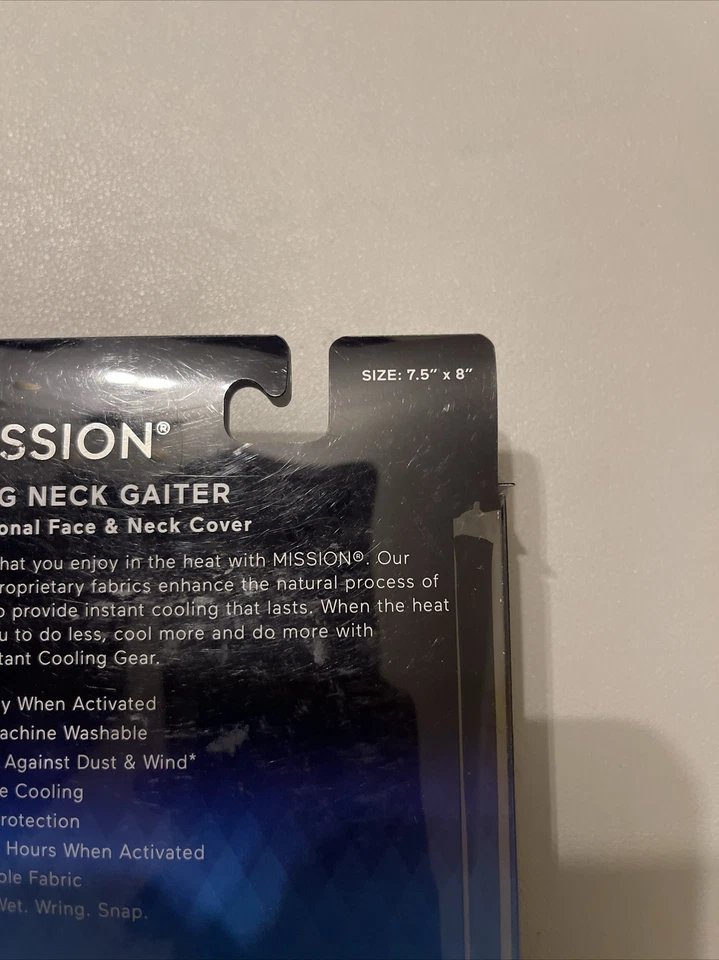 SIZE: 7.5" x 8"
SSION®
G NECK GAITER
onal Face & Neck Cover
hat you enjoy in the heat with MISSION®. Our
roprietary fabrics enhance the natural process of
o provide instant cooling that lasts. When the heat
u to do less, cool more and do more with
tant Cooling Gear.
y When Activated
achine Washable
Against Dust & Wind*
e Cooling
rotection
Hours When Activated
ble Fabric
Wet. Wring. Snap.